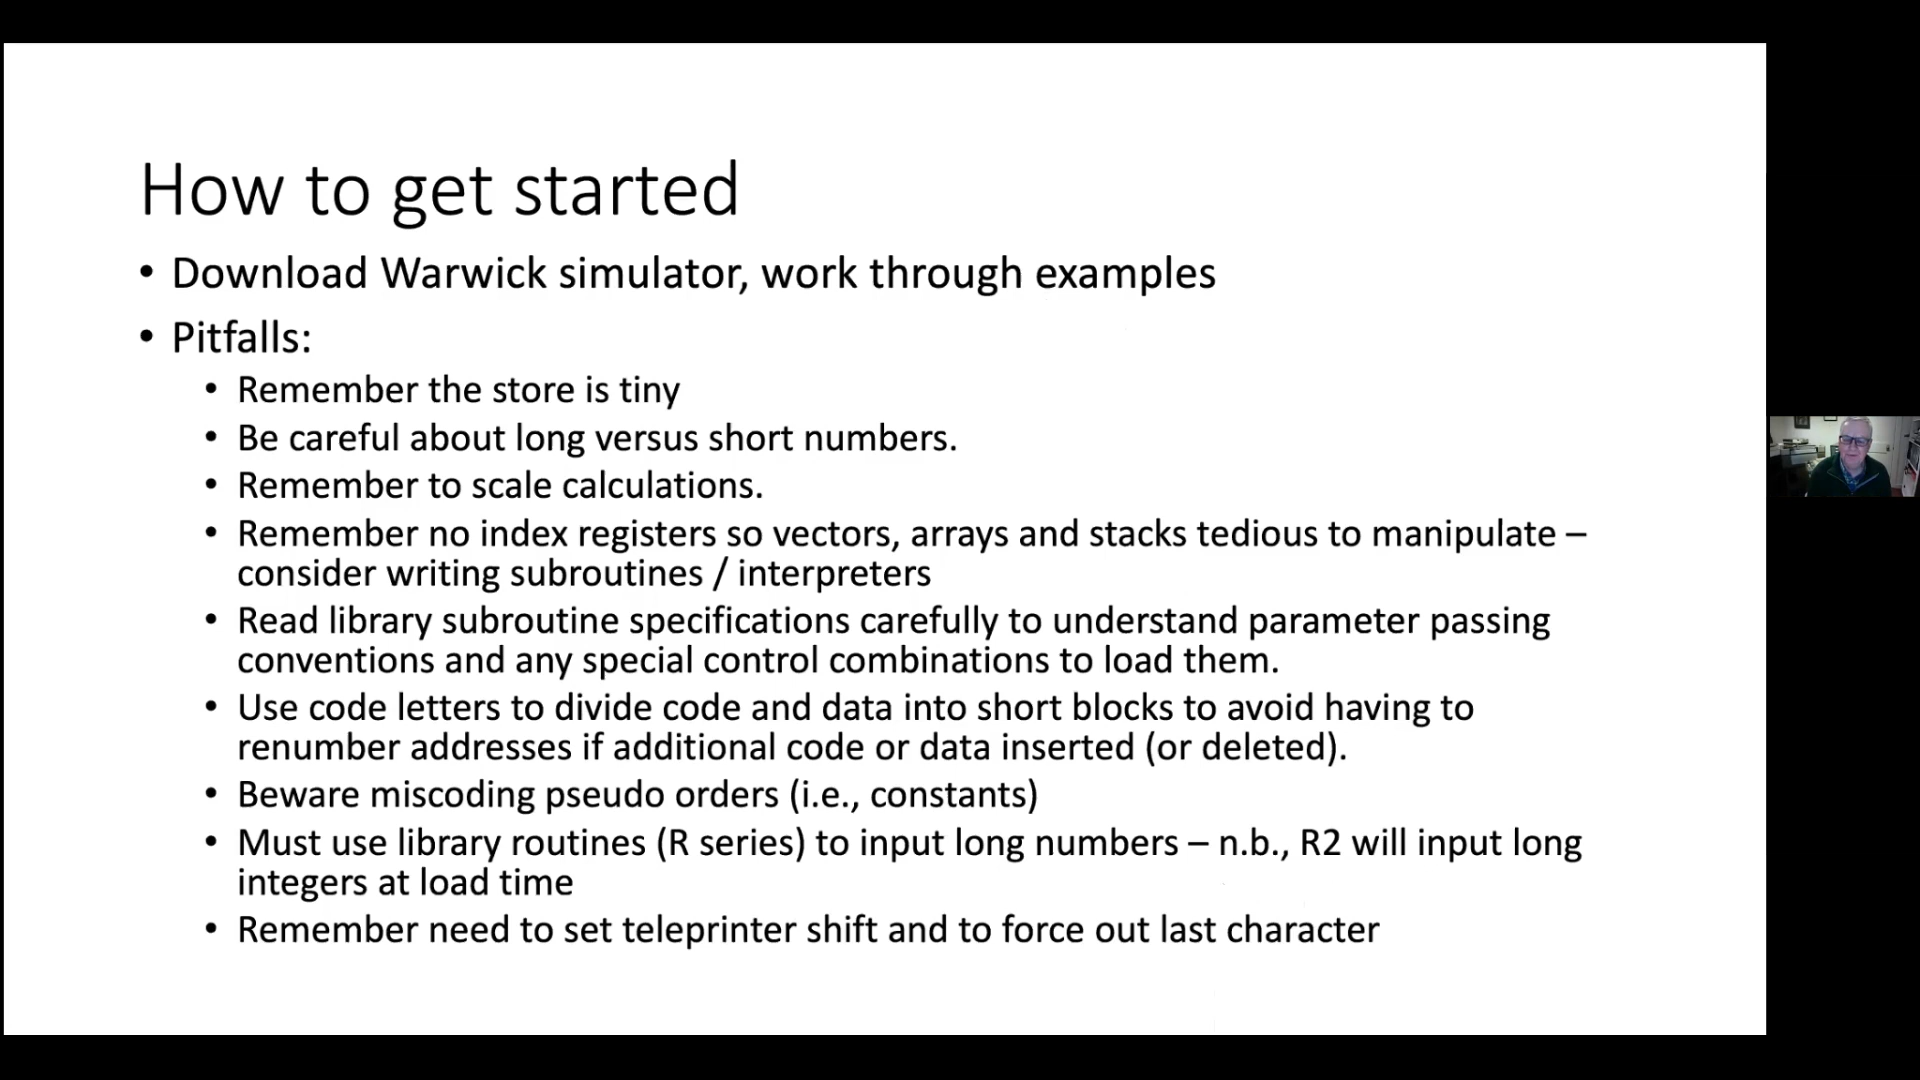 How to get started
• Download Warwick simulator, work through examples
• Pitfalls:
• Remember the store is tiny
• Be careful about long versus short numbers.
• Remember to scale calculations.
• Remember no index registers so vectors, arrays and stacks tedious to manipulate –
consider writing subroutines / interpreters
• Read library subroutine specifications carefully to understand parameter passing
conventions and any special control combinations to load them.
• Use code letters to divide code and data into short blocks to avoid having to
renumber addresses if additional code or data inserted (or deleted).
• Beware miscoding pseudo orders (i.e., constants)
• Must use library routines (R series) to input long numbers – n.b., R2 will input long
integers at load time
• Remember need to set teleprinter shift and to force out last character